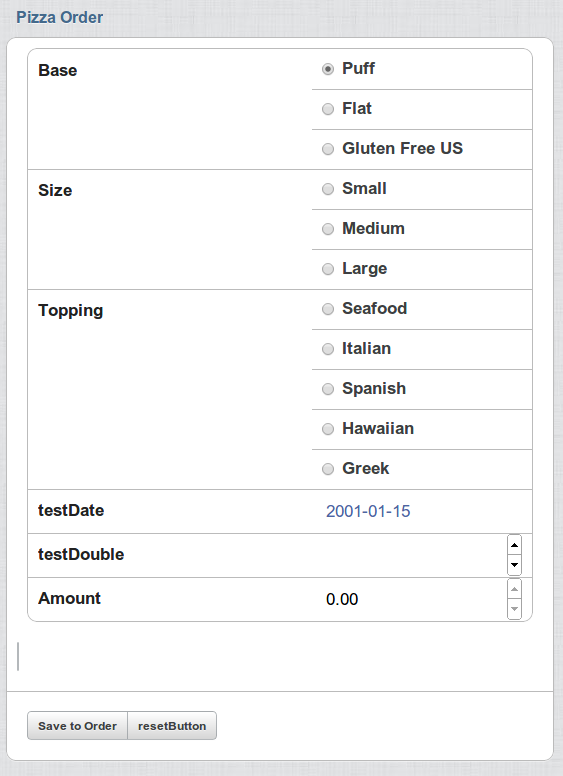 Pizza Order
Base
Puff
Flat
Gluten Free US
Size
Small
Medium
Large
Topping
Seafood
Italian
Spanish
Hawaiian
Greek
testDate 2001-01-15
testDouble
Amount 0.00
Save to Order resetButton